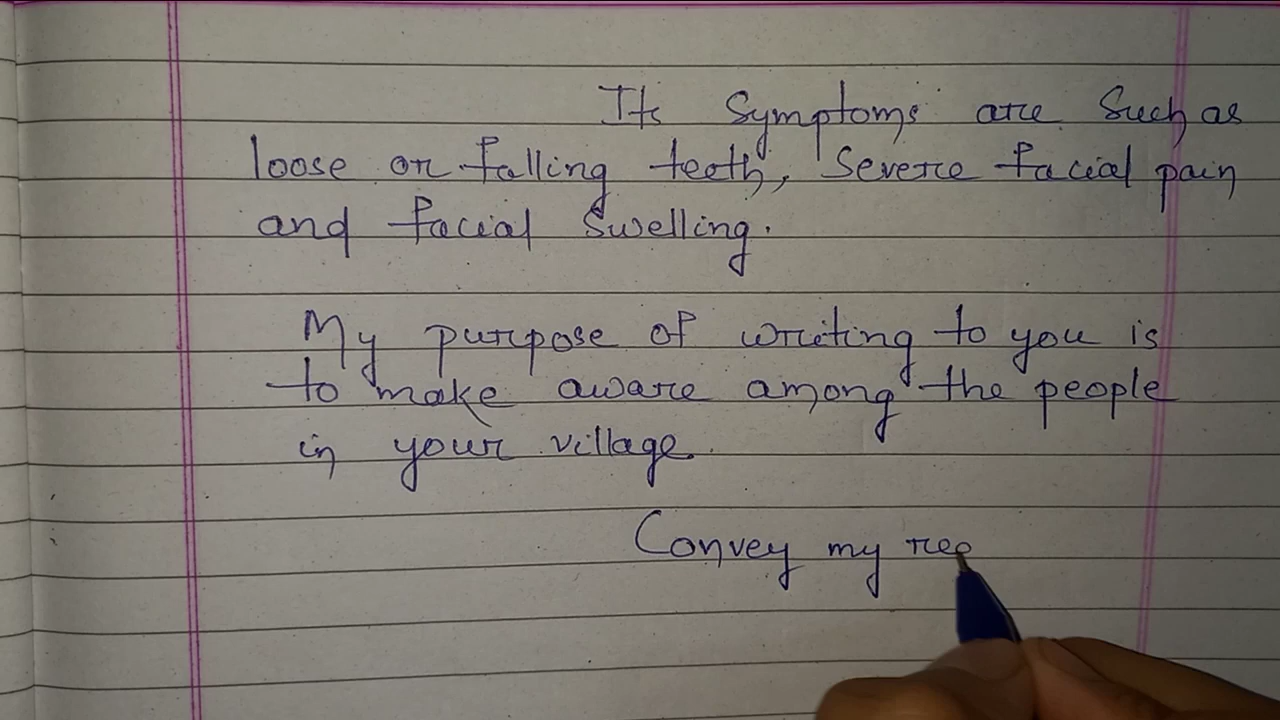 Its symptoms are such as
loose or falling teeth, severe facial pain
and facial swelling.
My purpose of writing to you is
to make aware among the people
in your village.
Convey my